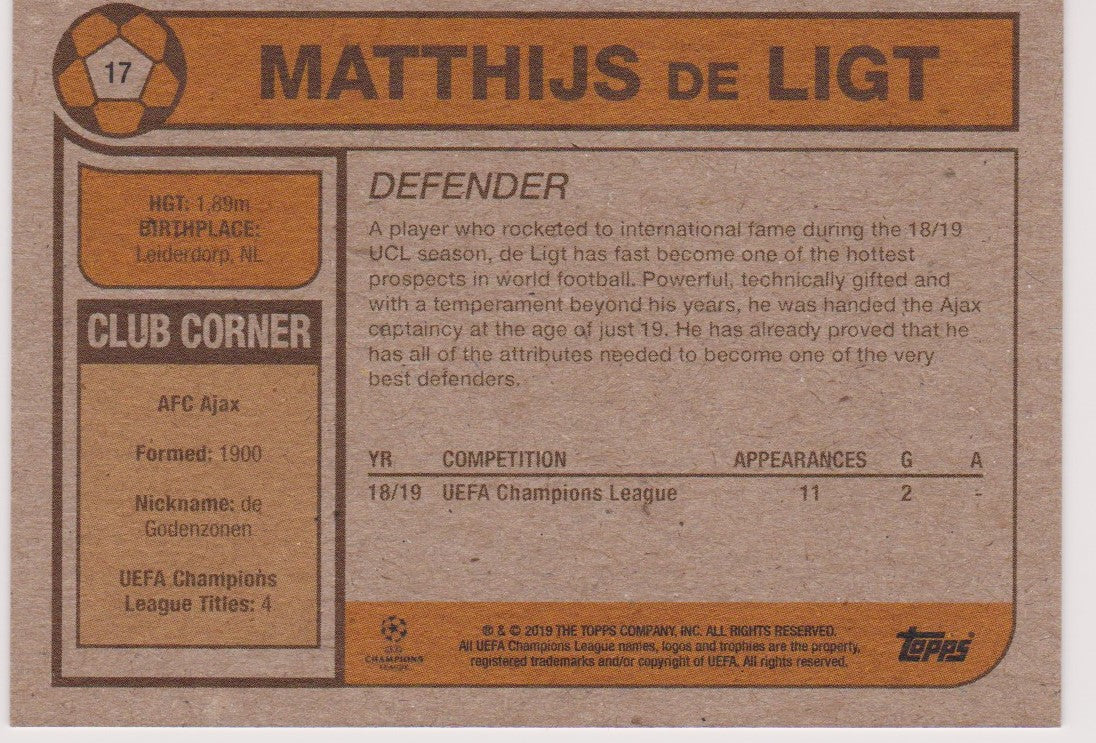 17
MATTHIJS DE LIGT
HGT: 1,89m
BIRTHPLACE:
Leiderdorp, NL
CLUB CORNER
AFC Ajax
Formed: 1900
Nickname: de
Godenzonen
UEFA Champions
League Titles: 4
DEFENDER
A player who rocketed to international fame during the 18/19
UCL season, de Ligt has fast become one of the hottest
prospects in world football. Powerful, technically gifted and
with a temperament beyond his years, he was handed the Ajax
captaincy at the age of just 19. He has already proved that he
has all of the attributes needed to become one of the very
best defenders.
YR COMPETITION APPEARANCES G A
18/19 UEFA Champions League 11 2 -
CHAMPIONS
LEAGUE
® & © 2019 THE TOPPS COMPANY, INC. ALL RIGHTS RESERVED.
All UEFA Champions League names, logos and trophies are the property,
registered trademarks and/or copyright of UEFA. All rights reserved.
topps